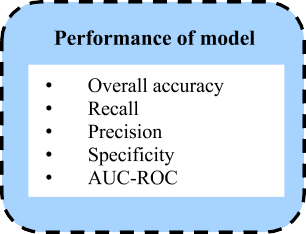 Performance of model
• Overall accuracy
• Recall
• Precision
• Specificity
• AUC-ROC